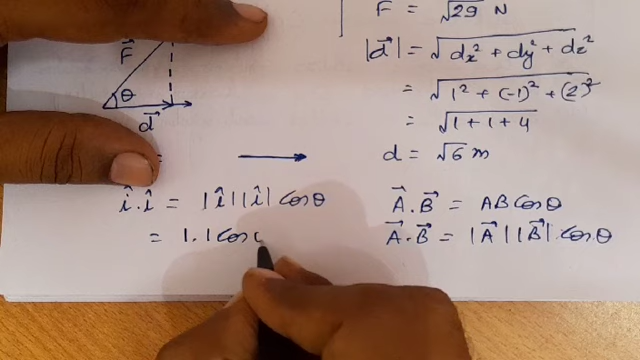 F = √29 N
F⃗
θ
d⃗
|d⃗| = √dx² + dy² + dz²
= √1² + (-1)² + (2)²
= √1 + 1 + 4
d = √6 m
=
î . î = |î| |î| cosθ
= 1 . 1 cos
A⃗ . B⃗ = AB cosθ
A⃗ . B⃗ = |A⃗| |B⃗| . cosθ